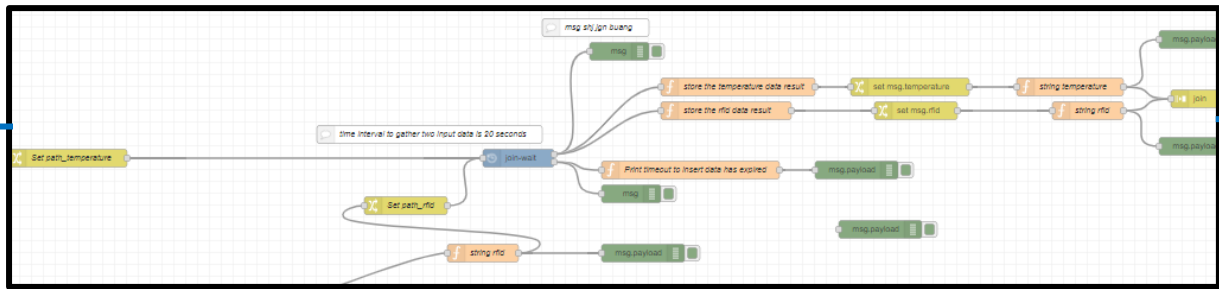 msg shj jgn buang
msg
msg.payload
store the temperature data result
set msg.temperature
string temperature
join
store the rfid data result
set msg.rfid
string rfid
time interval to gather two input data is 20 seconds
Set path_temperature
join-wait
msg.payload
Print timeout to insert data has expired
msg.payload
msg
Set path_rfid
msg.payload
string rfid
msg.payload